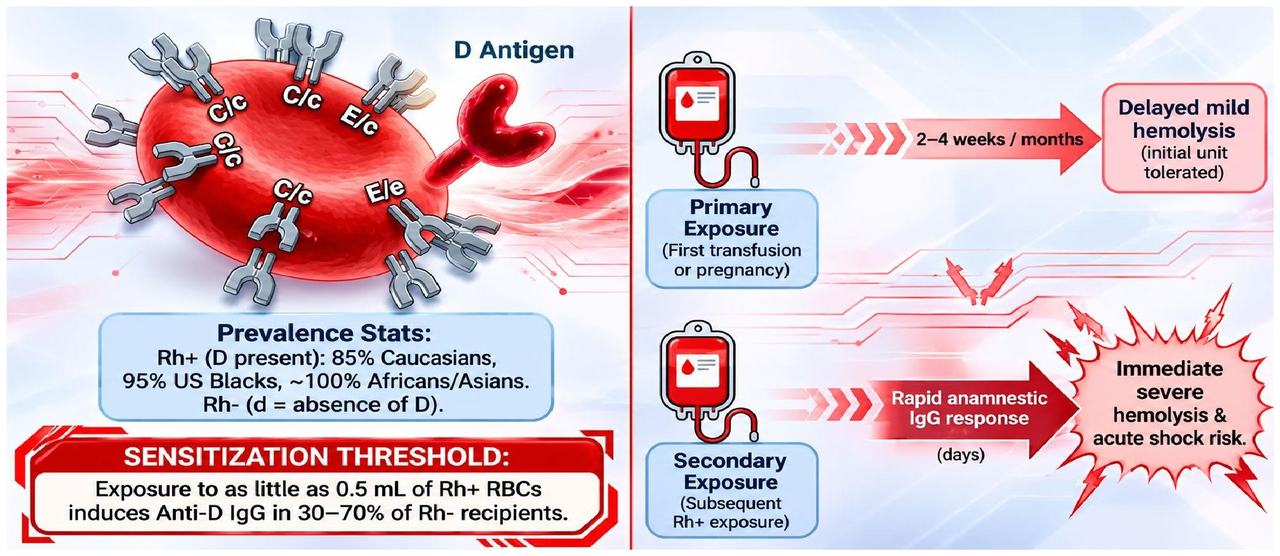 D Antigen
C/c
C/c
E/c
c/c
C/c
E/e
Prevalence Stats:
Rh+ (D present): 85% Caucasians,
95% US Blacks, ~100% Africans/Asians.
Rh- (d = absence of D).
SENSITIZATION THRESHOLD:
Exposure to as little as 0.5 mL of Rh+ RBCs
induces Anti-D IgG in 30–70% of Rh- recipients.
Primary
Exposure
(First transfusion
or pregnancy)
2–4 weeks / months
Delayed mild
hemolysis
(initial unit
tolerated)
Secondary
Exposure
(Subsequent
Rh+ exposure)
Rapid anamnestic
IgG response
(days)
Immediate
severe
hemolysis &
acute shock risk.